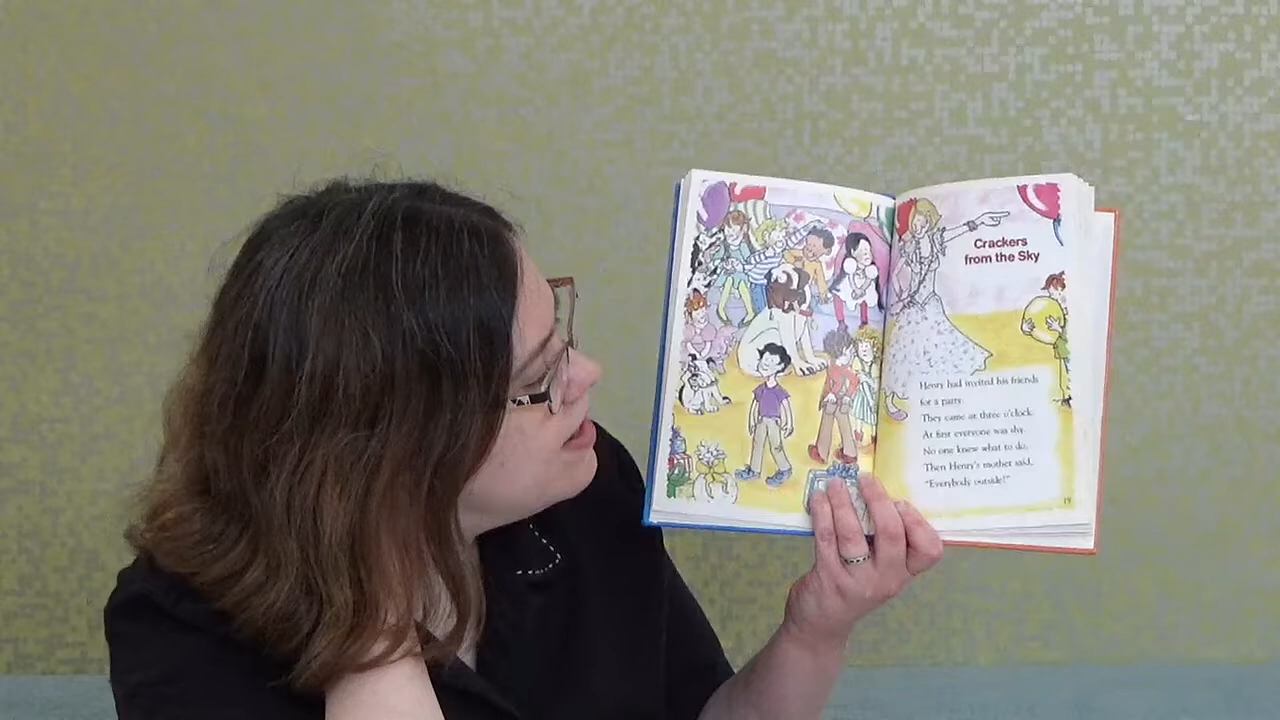 Crackers
from the Sky
Henry had invited his friends
for a party.
They came at three o'clock.
At first everyone was shy.
No one knew what to do.
Then Henry's mother said,
"Everybody outside!"
19